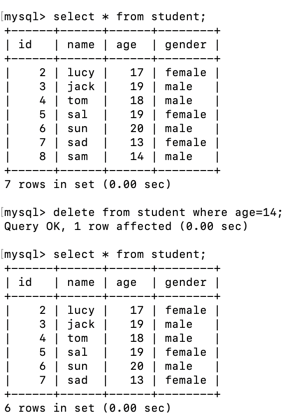 [mysql> select * from student;
+------+------+------+--------+
| id   | name | age  | gender |
+------+------+------+--------+
|    2 | lucy |   17 | female |
|    3 | jack |   19 | male   |
|    4 | tom  |   18 | male   |
|    5 | sal  |   19 | female |
|    6 | sun  |   20 | male   |
|    7 | sad  |   13 | female |
|    8 | sam  |   14 | male   |
+------+------+------+--------+
7 rows in set (0.00 sec)
[mysql> delete from student where age=14;
Query OK, 1 row affected (0.00 sec)
[mysql> select * from student;
+------+------+------+--------+
| id   | name | age  | gender |
+------+------+------+--------+
|    2 | lucy |   17 | female |
|    3 | jack |   19 | male   |
|    4 | tom  |   18 | male   |
|    5 | sal  |   19 | female |
|    6 | sun  |   20 | male   |
|    7 | sad  |   13 | female |
+------+------+------+--------+
6 rows in set (0.00 sec)